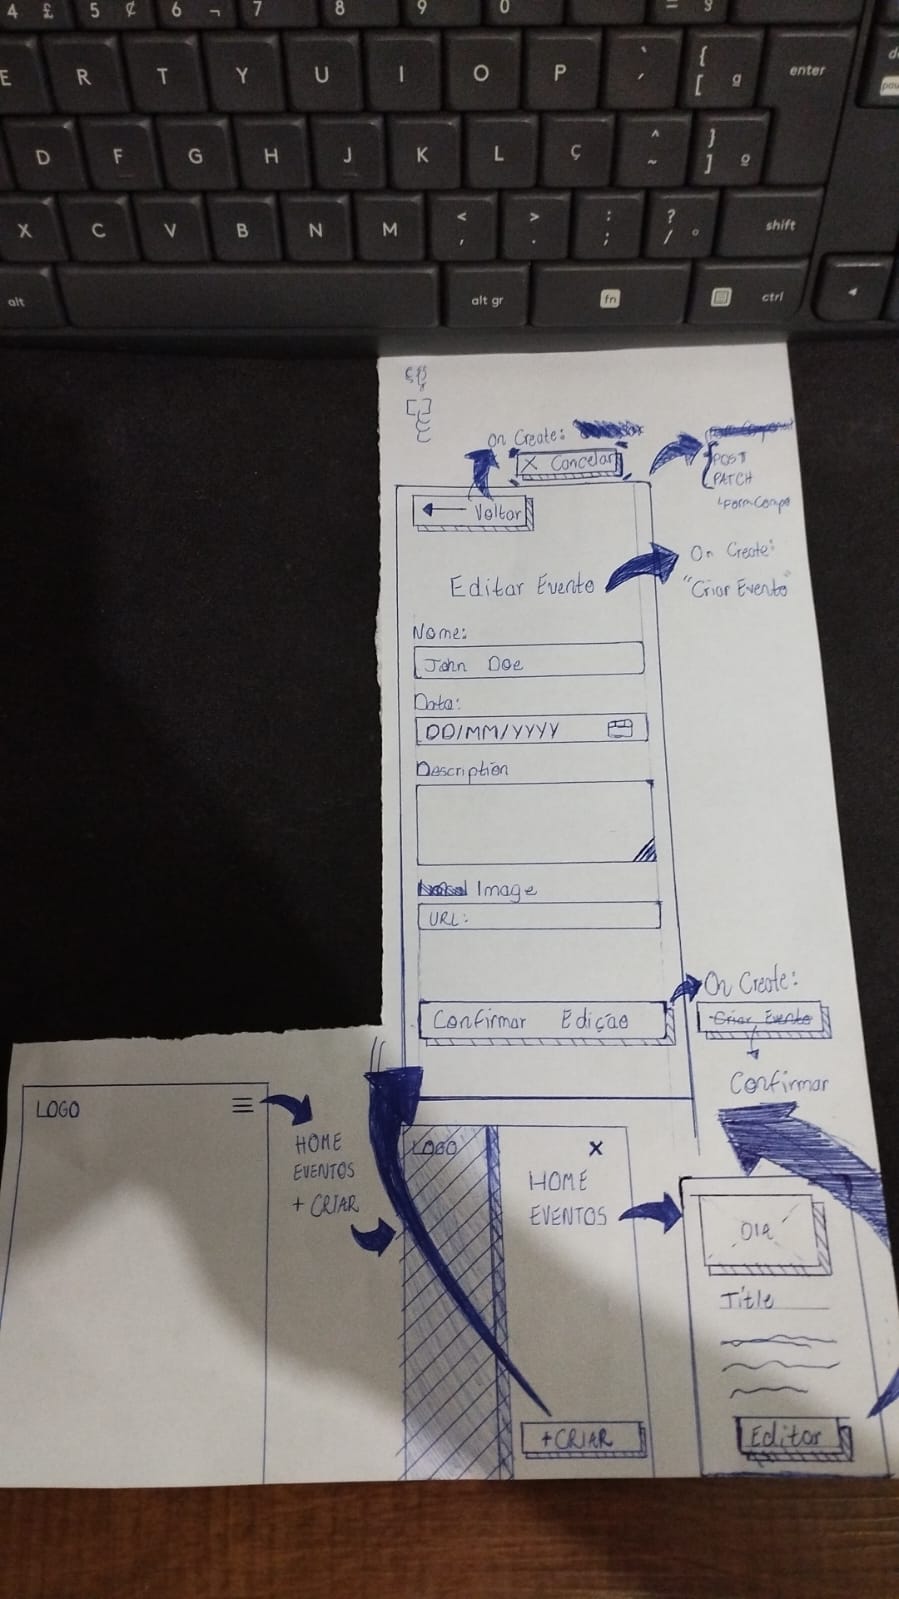 4 £ 5 ¢ 6 ¬ 7 8 9 0 = §
E R T Y U I O P ` ´ { [ ª enter
D F G H J K L Ç ^ ~ } ] º
X C V B N M < , > . : ; ? / ° shift
alt alt gr fn ctrl
On Create:
X Cancelar
POST
PATCH
← Voltar
On Create:
"Criar Evento"
Editar Evento
Nome:
John Doe
Data:
DD/MM/YYYY
Description
Image
URL:
On Create:
Confirmar Edição
Criar Evento
Confirmar
LOGO
HOME
EVENTOS
+ CRIAR
LOGO X
HOME
EVENTOS
Title
+CRIAR
Editar